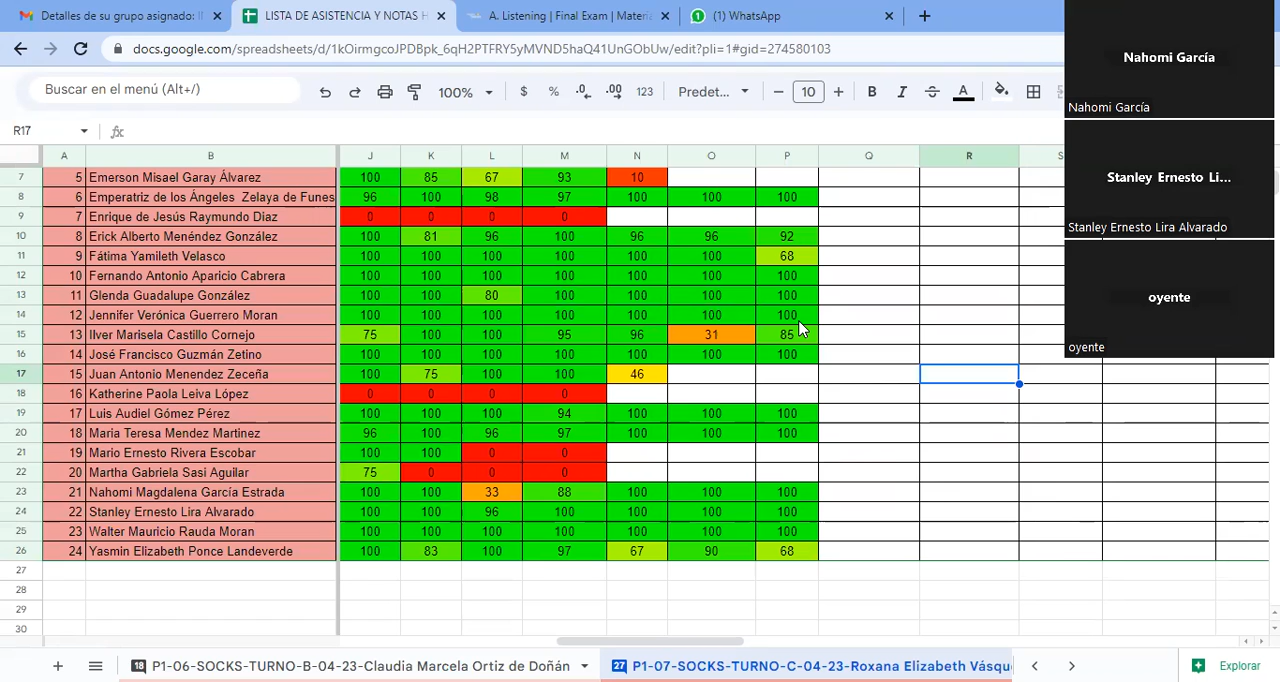 Detalles de su grupo asignado: II
LISTA DE ASISTENCIA Y NOTAS H
A. Listening | Final Exam | Materia
(1) WhatsApp
docs.google.com/spreadsheets/d/1kOirmgcoJPDBpk_6qH2PTFRY5yMVND5haQ41UnGObUw/edit?pli=1#gid=274580103
Buscar en el menú (Alt+/)
100% $ % .0 .00 123 Predet... − 10 + B I A
R17 fx
A B J K L M N O P Q R S
7 5 Emerson Misael Garay Álvarez 100 85 67 93 10
8 6 Emperatriz de los Ángeles Zelaya de Funes 96 100 98 97 100 100 100
9 7 Enrique de Jesús Raymundo Diaz 0 0 0 0
10 8 Erick Alberto Menéndez González 100 81 96 100 96 96 92
11 9 Fátima Yamileth Velasco 100 100 100 100 100 100 68
12 10 Fernando Antonio Aparicio Cabrera 100 100 100 100 100 100 100
13 11 Glenda Guadalupe González 100 100 80 100 100 100 100
14 12 Jennifer Verónica Guerrero Moran 100 100 100 100 100 100 100
15 13 Ilver Marisela Castillo Cornejo 75 100 100 95 96 31 85
16 14 José Francisco Guzmán Zetino 100 100 100 100 100 100 100
17 15 Juan Antonio Menendez Zeceña 100 75 100 100 46
18 16 Katherine Paola Leiva López 0 0 0 0
19 17 Luis Audiel Gómez Pérez 100 100 100 94 100 100 100
20 18 Maria Teresa Mendez Martinez 96 100 96 97 100 100 100
21 19 Mario Ernesto Rivera Escobar 100 100 0 0
22 20 Martha Gabriela Sasi Aguilar 75 0 0 0
23 21 Nahomi Magdalena García Estrada 100 100 33 88 100 100 100
24 22 Stanley Ernesto Lira Alvarado 100 100 96 100 100 100 100
25 23 Walter Mauricio Rauda Moran 100 100 100 100 100 100 100
26 24 Yasmin Elizabeth Ponce Landeverde 100 83 100 97 67 90 68
27
28
29
30
18 P1-06-SOCKS-TURNO-B-04-23-Claudia Marcela Ortiz de Doñán
27 P1-07-SOCKS-TURNO-C-04-23-Roxana Elizabeth Vásqu
Explorar
Nahomi García
Nahomi García
Stanley Ernesto Li...
Stanley Ernesto Lira Alvarado
oyente
oyente